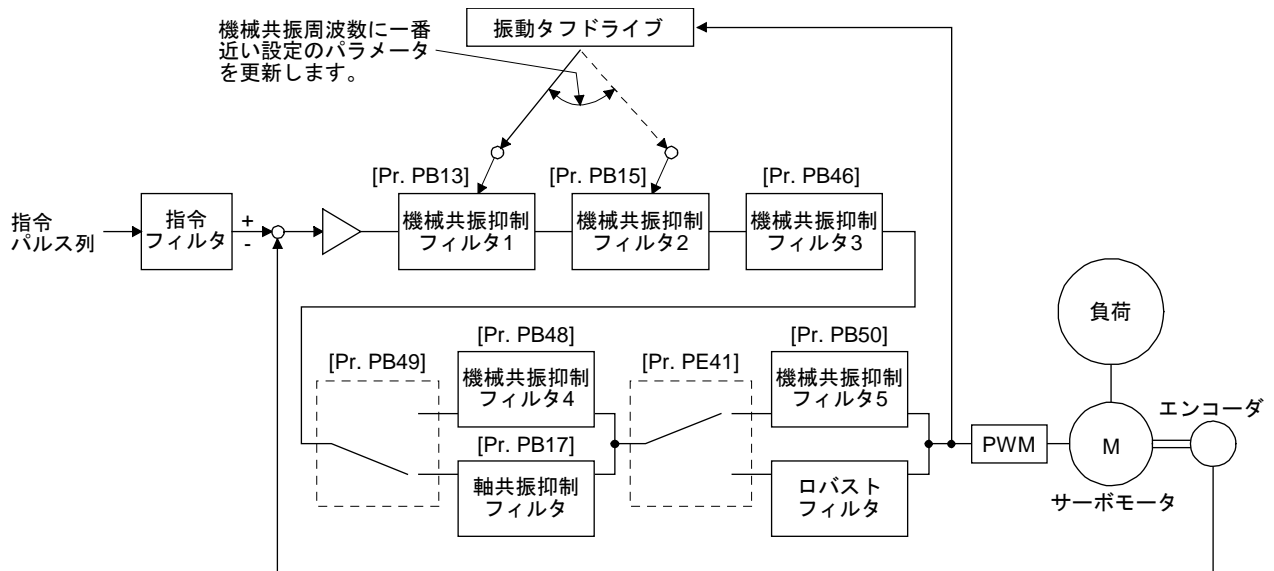 機械共振周波数に一番
近い設定のパラメータ
を更新します。
振動タフドライブ
[Pr. PB13]
[Pr. PB15]
[Pr. PB46]
指令
パルス列
指令
フィルタ
+
-
機械共振抑制
フィルタ1
機械共振抑制
フィルタ2
機械共振抑制
フィルタ3
負荷
[Pr. PB49]
[Pr. PB48]
機械共振抑制
フィルタ4
[Pr. PE41]
[Pr. PB50]
機械共振抑制
フィルタ5
[Pr. PB17]
軸共振抑制
フィルタ
ロバスト
フィルタ
PWM
M
サーボモータ
エンコーダ